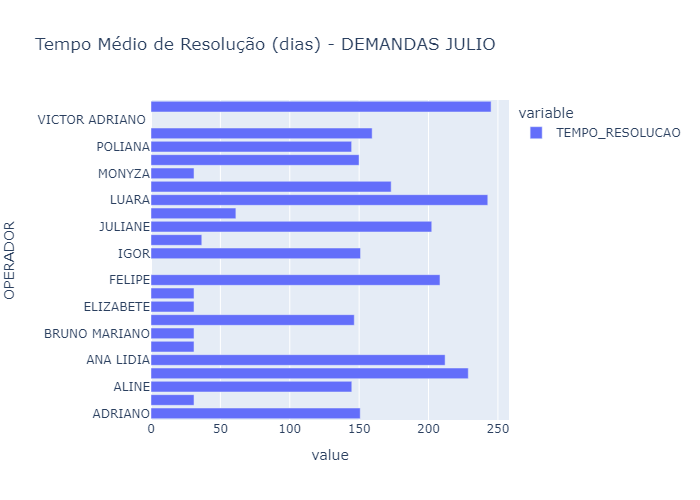 Tempo Médio de Resolução (dias) - DEMANDAS JULIO
variable
TEMPO_RESOLUCAO
OPERADOR
VICTOR ADRIANO
POLIANA
MONYZA
LUARA
JULIANE
IGOR
FELIPE
ELIZABETE
BRUNO MARIANO
ANA LIDIA
ALINE
ADRIANO
0 50 100 150 200 250
value